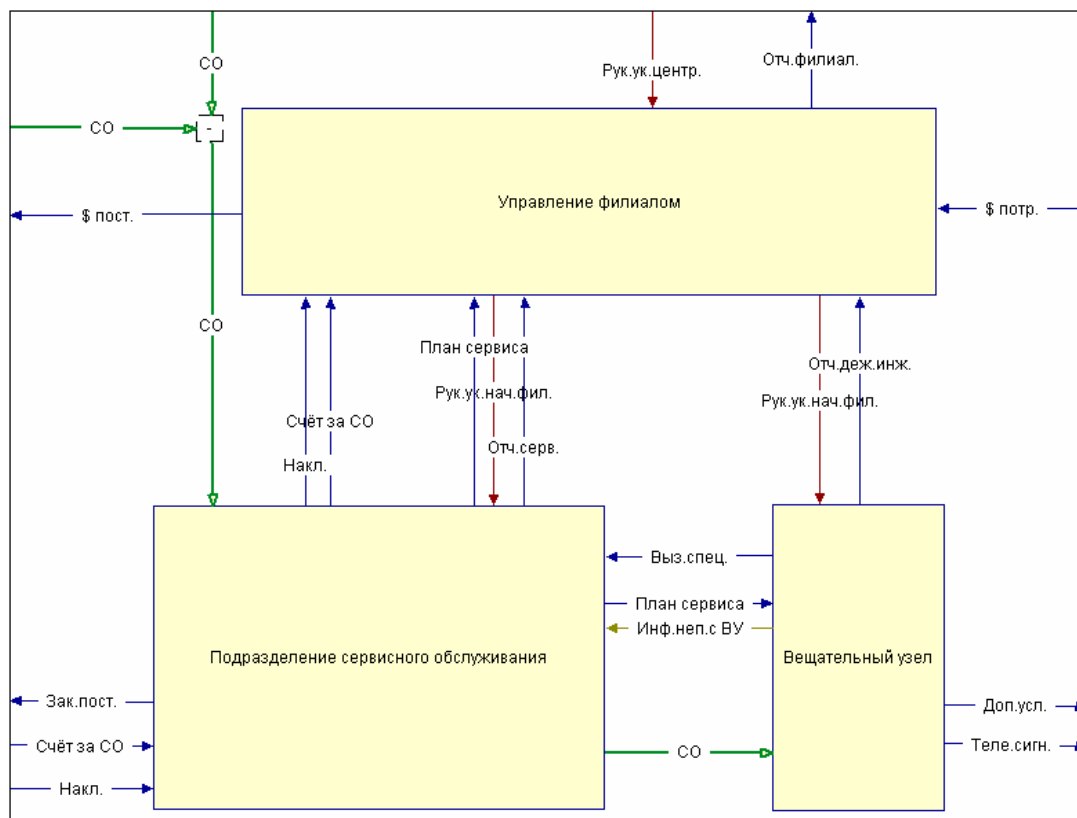 СО
Рук.ук.центр.
Отч.филиал.
СО
-
Управление филиалом
$ пост.
$ потр.
СО
План сервиса
Отч.деж.инж.
Рук.ук.нач.фил.
Рук.ук.нач.фил.
Счёт за СО
Отч.серв.
Накл.
Выз.спец.
План сервиса
Инф.неп.с ВУ
Подразделение сервисного обслуживания
Вещательный узел
Зак.пост.
Доп.усл.
Счёт за СО
СО
Теле.сигн.
Накл.